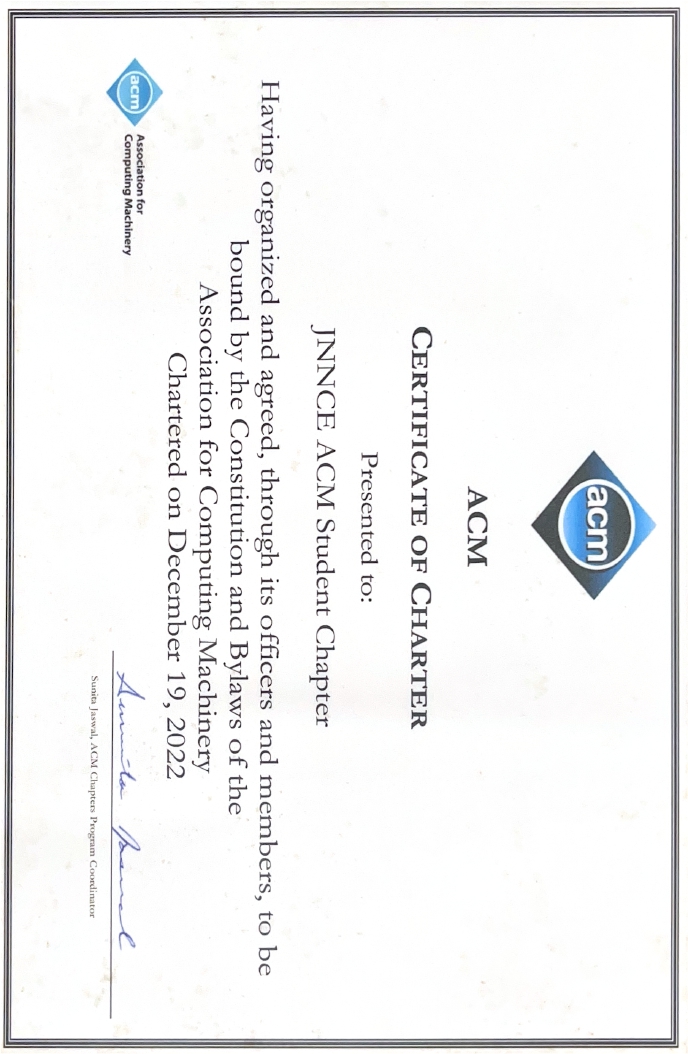 acm
ACM
CERTIFICATE OF CHARTER
Presented to:
JNNCE ACM Student Chapter
Having organized and agreed, through its officers and members, to be
bound by the Constitution and Bylaws of the
Association for Computing Machinery
Chartered on December 19, 2022
acm
Association for
Computing Machinery
Sunita Jaswal
Sunita Jaswal, ACM Chapters Program Coordinator